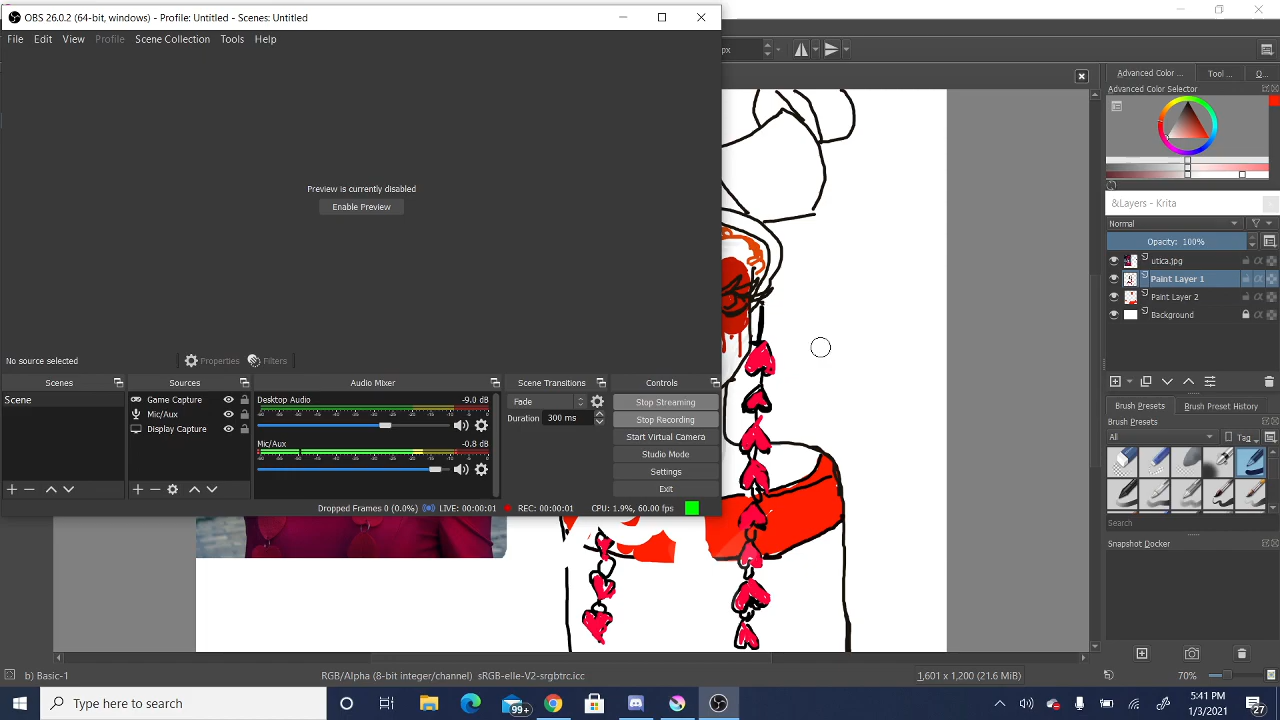 OBS 26.0.2 (64-bit, windows) - Profile: Untitled - Scenes: Untitled
File Edit View Profile Scene Collection Tools Help
px
Advanced Color ... Tool ... O...
Advanced Color Selector
Preview is currently disabled
Enable Preview
&Layers - Krita
Normal
Opacity: 100%
utica.jpg
Paint Layer 1
Paint Layer 2
Background
No source selected
Properties
Filters
Scenes
Sources
Audio Mixer
Scene Transitions
Controls
Game Capture
Mic/Aux
Display Capture
Desktop Audio -9.0 dB
Mic/Aux -0.8 dB
Fade
Duration 300 ms
Stop Streaming
Stop Recording
Start Virtual Camera
Studio Mode
Settings
Exit
Dropped Frames 0 (0.0%) LIVE: 00:00:01 REC: 00:00:01 CPU: 1.9%, 60.00 fps
Brush Presets Brush Preset History
Brush Presets
All Tag
Search
Snapshot Docker
b) Basic-1 RGB/Alpha (8-bit integer/channel) sRGB-elle-V2-srgbtrc.icc 1,601 x 1,200 (21.6 MiB) 70%
Type here to search
99+
5:41 PM
1/3/2021
27